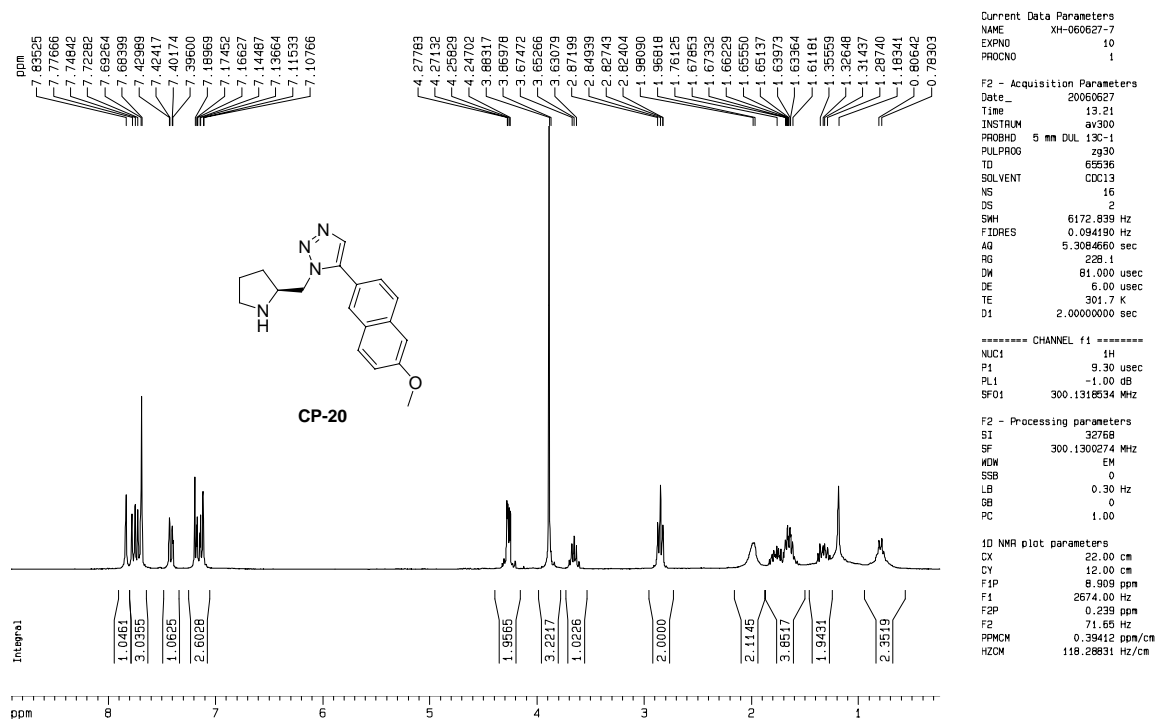 ppm
7.83525
7.77666
7.74842
7.72282
7.69264
7.68399
7.42989
7.42417
7.40174
7.39600
7.18969
7.17452
7.16627
7.14487
7.13664
7.11533
7.10766
4.27783
4.27132
4.25829
4.24702
3.88317
3.86978
3.67472
3.65266
3.63079
2.87199
2.84939
2.82743
2.82404
1.98090
1.96818
1.76125
1.67853
1.67332
1.66229
1.65550
1.65137
1.63973
1.63364
1.61181
1.35559
1.32648
1.31437
1.28740
1.18341
0.80642
0.78303
N
N
N
N
H
O
CP-20
Integral
1.0461
3.0355
1.0625
2.6028
1.9565
3.2217
1.0226
2.0000
2.1145
3.8517
1.9431
2.3519
ppm 8 7 6 5 4 3 2 1
Current Data Parameters
NAME XH-060627-7
EXPNO 10
PROCNO 1
F2 - Acquisition Parameters
Date_ 20060627
Time 13.21
INSTRUM av300
PROBHD 5 mm DUL 13C-1
PULPROG zg30
TD 65536
SOLVENT CDCl3
NS 16
DS 2
SWH 6172.839 Hz
FIDRES 0.094190 Hz
AQ 5.3084660 sec
RG 228.1
DW 81.000 usec
DE 6.00 usec
TE 301.7 K
D1 2.00000000 sec
======== CHANNEL f1 ========
NUC1 1H
P1 9.30 usec
PL1 -1.00 dB
SFO1 300.1318534 MHz
F2 - Processing parameters
SI 32768
SF 300.1300274 MHz
WDW EM
SSB 0
LB 0.30 Hz
GB 0
PC 1.00
1D NMR plot parameters
CX 22.00 cm
CY 12.00 cm
F1P 8.909 ppm
F1 2674.00 Hz
F2P 0.239 ppm
F2 71.65 Hz
PPMCM 0.39412 ppm/cm
HZCM 118.28831 Hz/cm